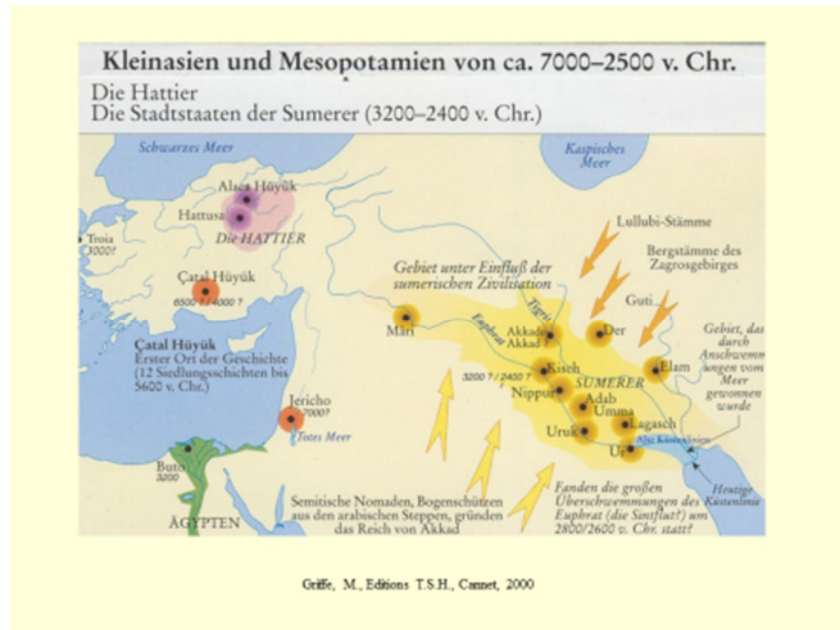 Kleinasien und Mesopotamien von ca. 7000–2500 v. Chr.
Die Hattier
Die Stadtstaaten der Sumerer (3200–2400 v. Chr.)
Schwarzes Meer
Kaspisches
Meer
Alaca Hüyük
Hattusa
Die HATTIER
Troia
3000?
Çatal Hüyük
6500 ? / 4000 ?
Çatal Hüyük
Erster Ort der Geschichte
(12 Siedlungsschichten bis
5600 v. Chr.)
Jericho
7000?
Totes Meer
Buto
3200
ÄGYPTEN
Lullubi-Stämme
Bergstämme des
Zagrosgebirges
Guti
Gebiet unter Einfluß der
sumerischen Zivilisation
Tigris
Euphrat
Mari
Akkade
Akkad ?
Der
Kisch
3200 ? / 2400 ?
SUMERER
Elam
Nippur
Adab
Umma
Uruk
Lagasch
Ur
Alte Küstenlinien
Gebiet, das
durch
Anschwemm
ungen vom
Meer
gewonnen
wurde
Heutige
Küstenlinie
Semitische Nomaden, Bogenschützen
aus den arabischen Steppen, gründen
das Reich von Akkad
Fanden die großen
Überschwemmungen des
Euphrat (die Sintflut?) um
2800/2600 v. Chr. statt?
Griffe, M., Editions T.S.H., Cannet, 2000